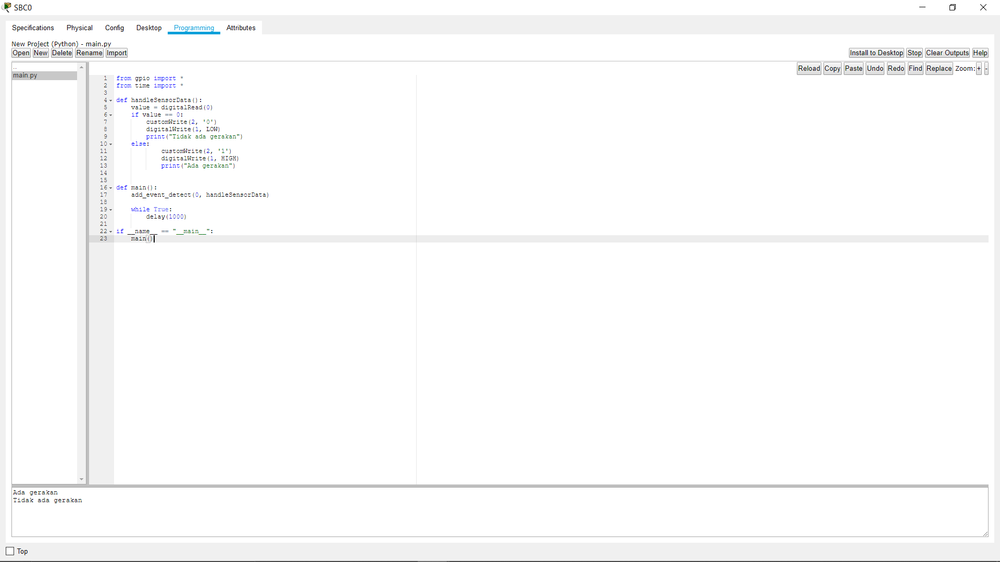 SBC0
Specifications Physical Config Desktop Programming Attributes
New Project (Python) - main.py
Open New Delete Rename Import Install to Desktop Stop Clear Outputs Help
Reload Copy Paste Undo Redo Find Replace Zoom: + -
..
main.py
1 from gpio import *
2 from time import *
3
4 def handleSensorData():
5     value = digitalRead(0)
6     if value == 0:
7         customWrite(2, '0')
8         digitalWrite(1, LOW)
9         print("Tidak ada gerakan")
10     else:
11             customWrite(2, '1')
12             digitalWrite(1, HIGH)
13             print("Ada gerakan")
14
15
16 def main():
17     add_event_detect(0, handleSensorData)
18
19     while True:
20         delay(1000)
21
22 if __name__ == "__main__":
23     main()
Ada gerakan
Tidak ada gerakan
Top